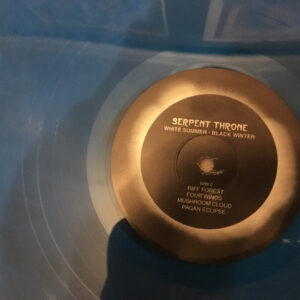 SERPENT THRONE
WHITE SUMMER · BLACK WINTER
SIDE 2
RIFF FOREST
FOUR WINDS
MUSHROOM CLOUD
PAGAN ECLIPSE